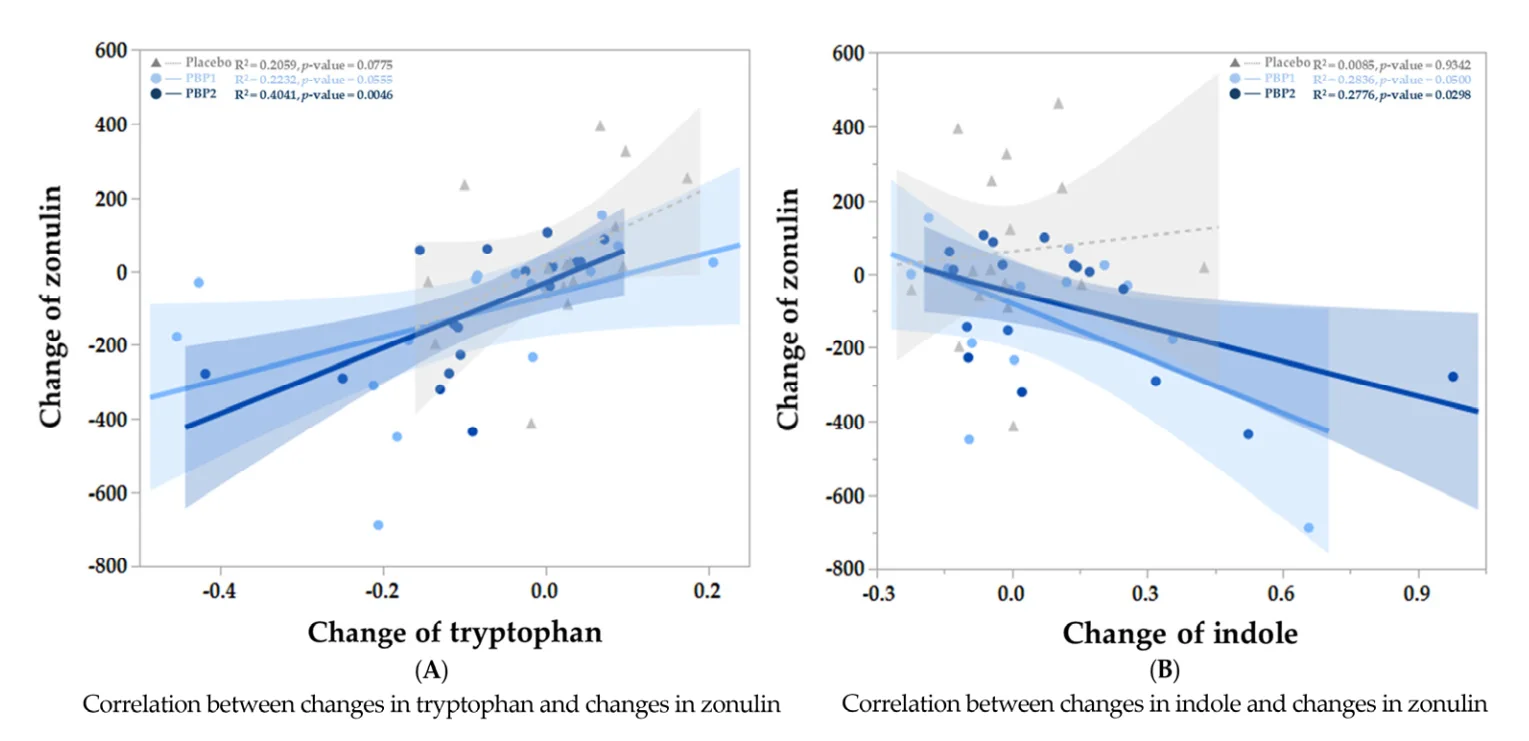 600
400
200
0
-200
-400
-600
-800
Change of zonulin
Placebo R² = 0.2059, p-value = 0.0775
PBP1 R² = 0.2232, p-value = 0.0555
PBP2 R² = 0.4041, p-value = 0.0046
-0.4 -0.2 0.0 0.2
Change of tryptophan
(A)
Correlation between changes in tryptophan and changes in zonulin
600
400
200
0
-200
-400
-600
-800
Change of zonulin
Placebo R² = 0.0085, p-value = 0.9342
PBP1 R² = 0.2836, p-value = 0.0500
PBP2 R² = 0.2776, p-value = 0.0298
-0.3 0.0 0.3 0.6 0.9
Change of indole
(B)
Correlation between changes in indole and changes in zonulin